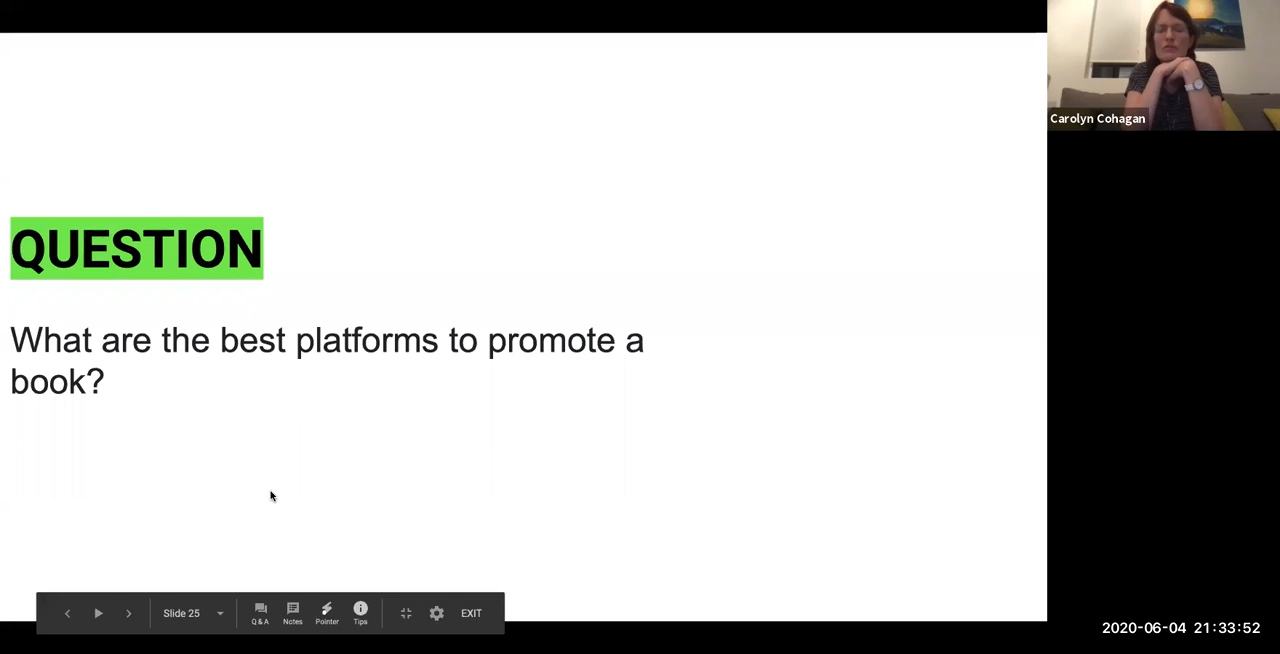 Carolyn Cohagan
QUESTION
What are the best platforms to promote a
book?
Slide 25
Q & A
Notes
Pointer
Tips
EXIT
2020-06-04 21:33:52